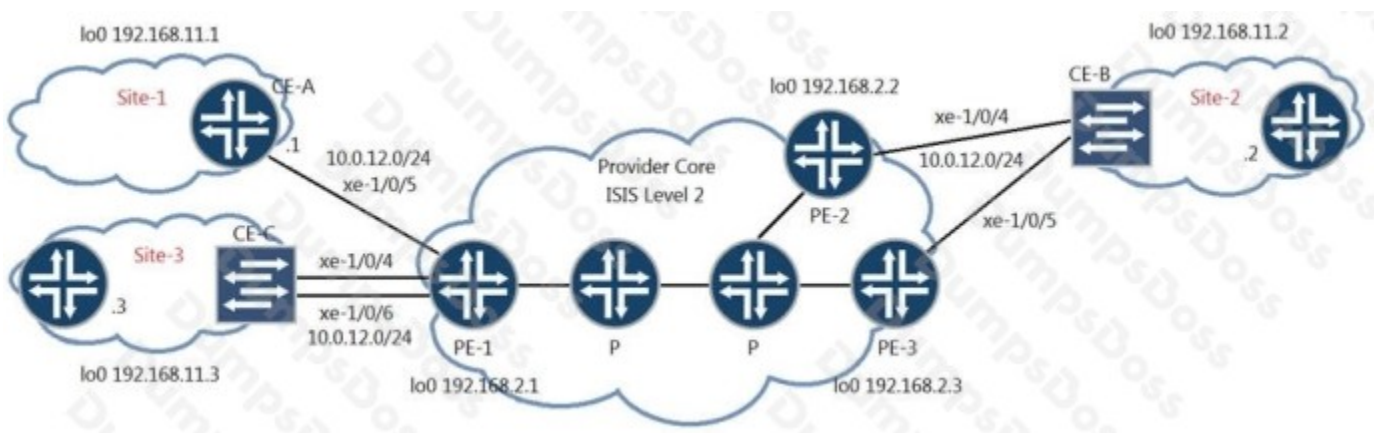 lo0 192.168.11.1
Site-1
CE-A
.1
10.0.12.0/24
xe-1/0/5
Site-3
CE-C
.3
xe-1/0/4
xe-1/0/6
10.0.12.0/24
lo0 192.168.11.3
PE-1
lo0 192.168.2.1
P
P
Provider Core
ISIS Level 2
lo0 192.168.2.2
PE-2
PE-3
lo0 192.168.2.3
xe-1/0/4
10.0.12.0/24
xe-1/0/5
CE-B
lo0 192.168.11.2
Site-2
.2
DumpsDoss